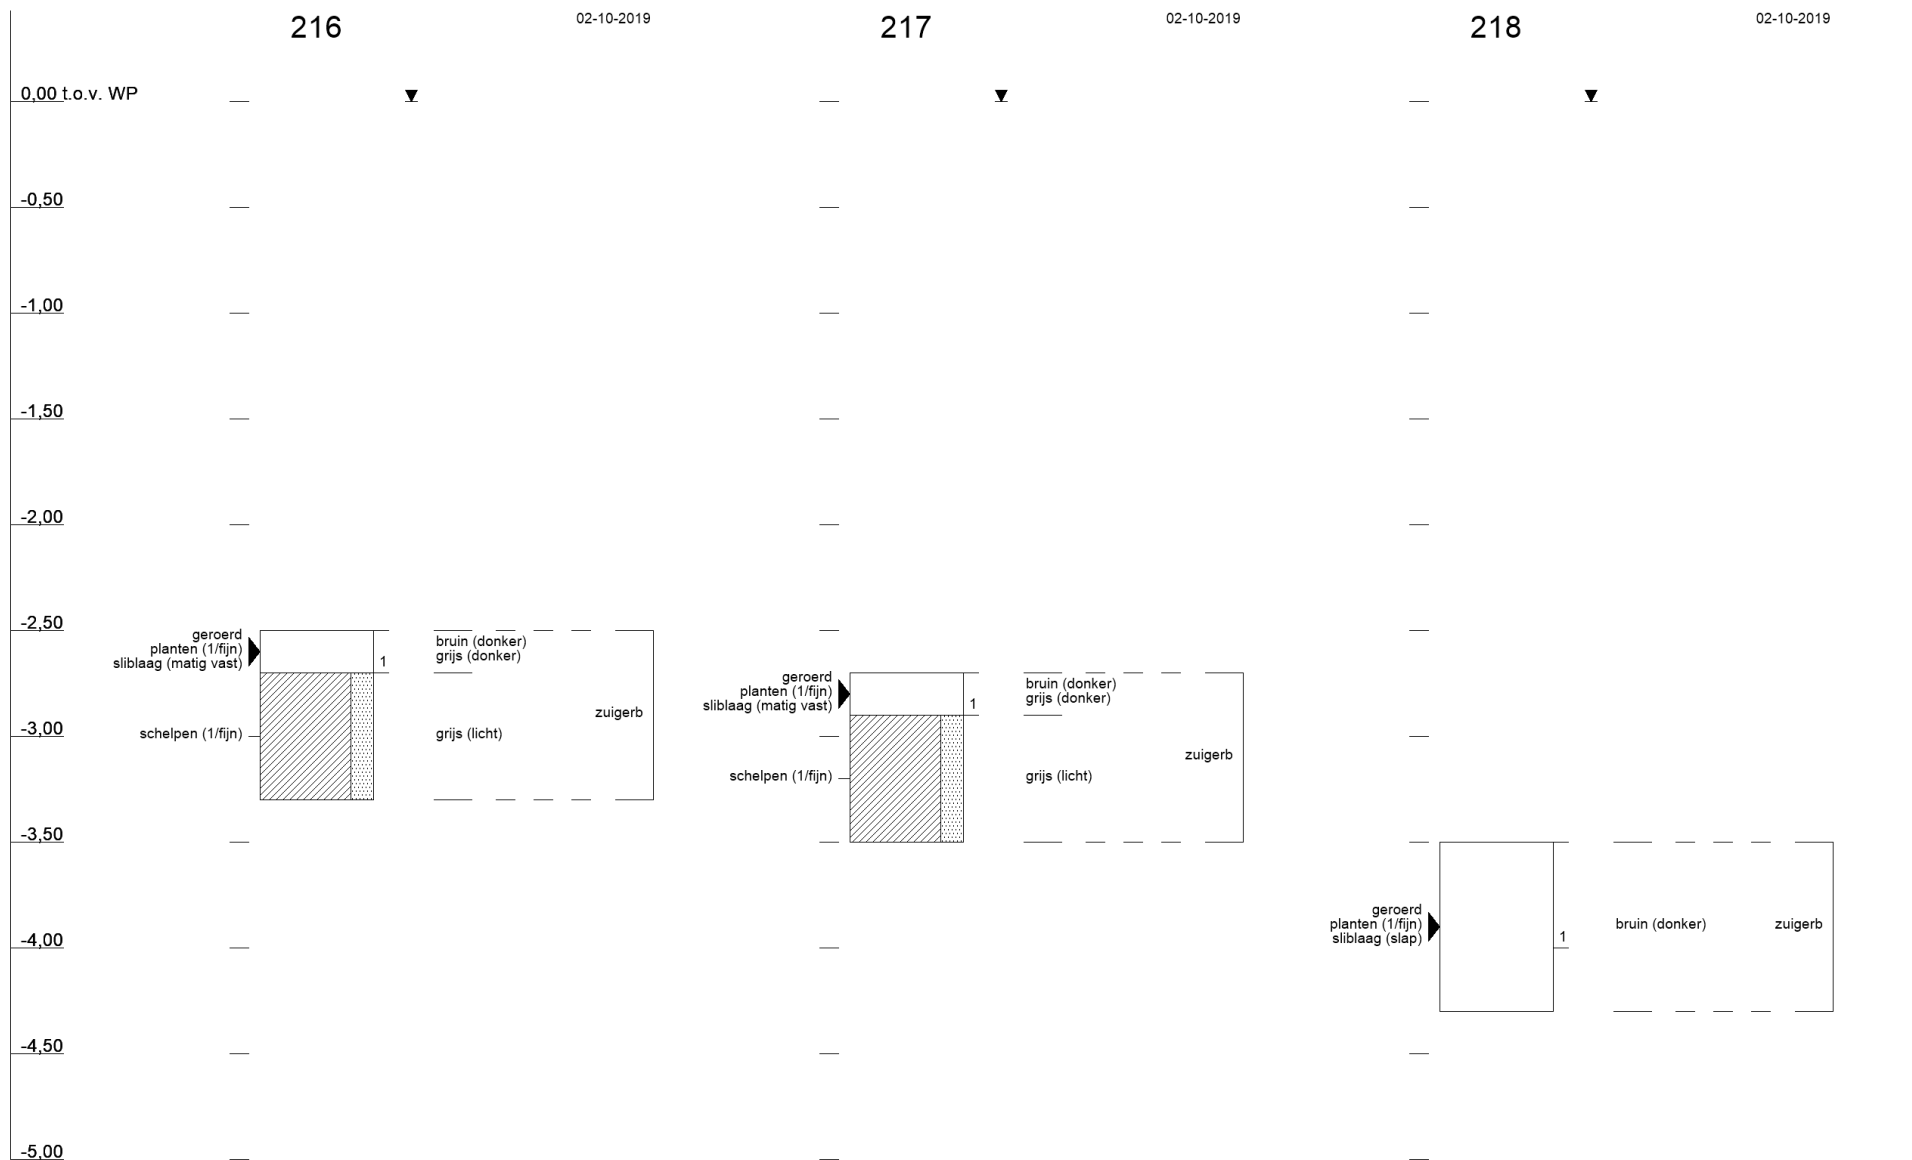 216
02-10-2019
217
02-10-2019
218
02-10-2019
0,00 t.o.v. WP
-0,50
-1,00
-1,50
-2,00
-2,50
-3,00
-3,50
-4,00
-4,50
-5,00
geroerd
planten (1/fijn)
sliblaag (matig vast)
1
bruin (donker)
grijs (donker)
schelpen (1/fijn)
grijs (licht)
zuigerb
geroerd
planten (1/fijn)
sliblaag (matig vast)
1
bruin (donker)
grijs (donker)
schelpen (1/fijn)
grijs (licht)
zuigerb
geroerd
planten (1/fijn)
sliblaag (slap)
1
bruin (donker)
zuigerb